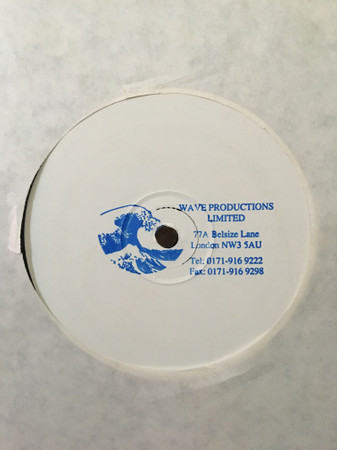 WAVE PRODUCTIONS
LIMITED
77A Belsize Lane
London NW3 5AU
Tel: 0171-916 9222
Fax: 0171-916 9298